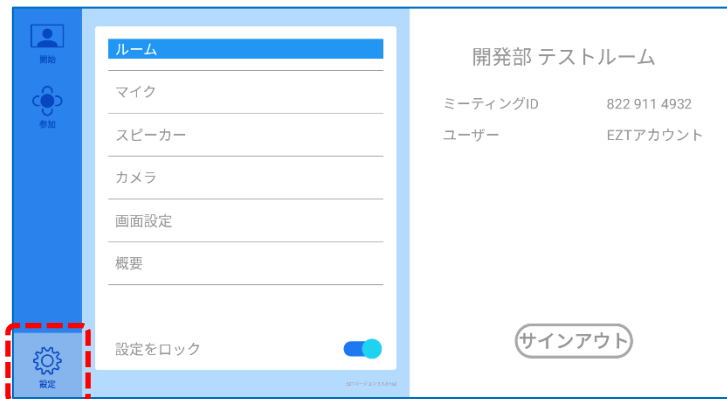 開始
参加
設定
ルーム
マイク
スピーカー
カメラ
画面設定
概要
設定をロック
開発部 テストルーム
ミーティングID 822 911 4932
ユーザー EZTアカウント
サインアウト